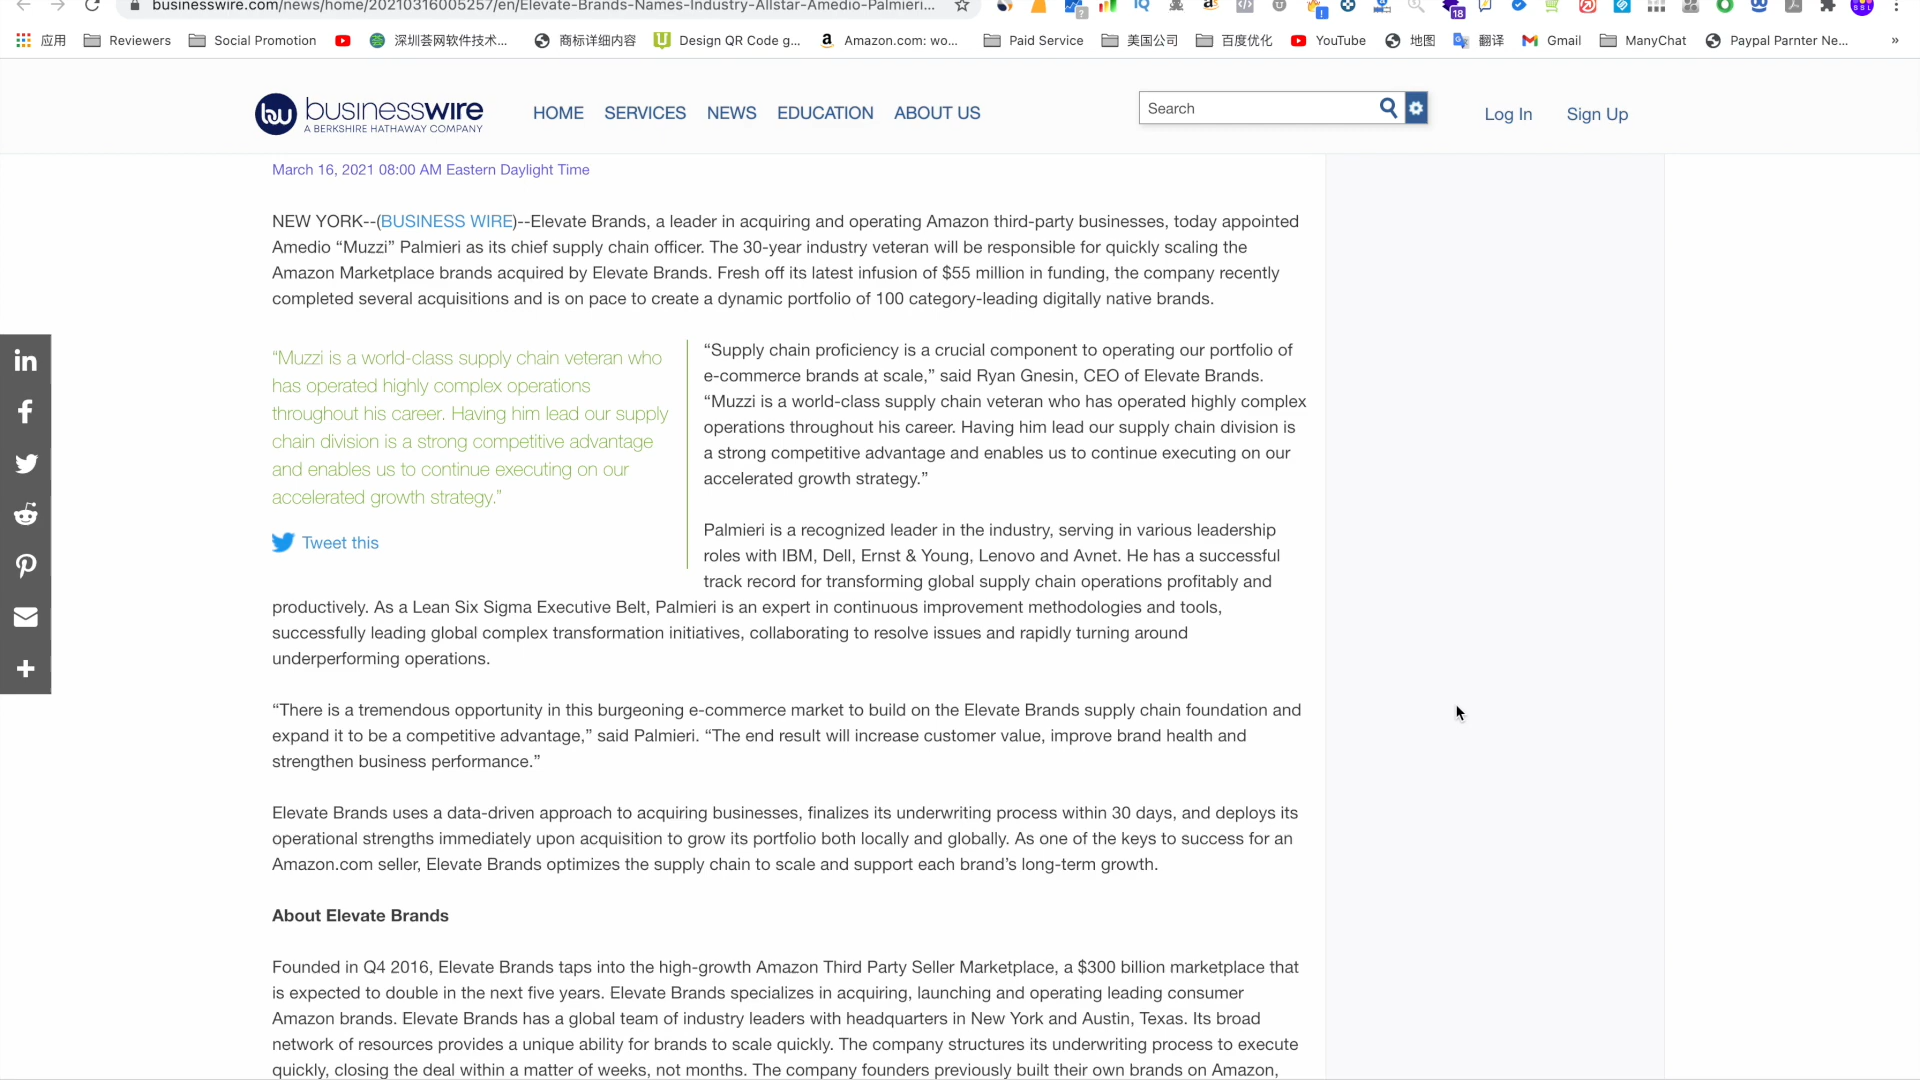 businesswire.com/news/home/20210316005257/en/Elevate-Brands-Names-Industry-Allstar-Amedio-Palmieri...
应用
Reviewers
Social Promotion
深圳荟网软件技术...
商标详细内容
Design QR Code g...
Amazon.com: wo...
Paid Service
美国公司
百度优化
YouTube
地图
翻译
Gmail
ManyChat
Paypal Parnter Ne...
»
businesswire
A BERKSHIRE HATHAWAY COMPANY
HOME SERVICES NEWS EDUCATION ABOUT US
Search
Log In
Sign Up
March 16, 2021 08:00 AM Eastern Daylight Time
NEW YORK--(BUSINESS WIRE)--Elevate Brands, a leader in acquiring and operating Amazon third-party businesses, today appointed
Amedio “Muzzi” Palmieri as its chief supply chain officer. The 30-year industry veteran will be responsible for quickly scaling the
Amazon Marketplace brands acquired by Elevate Brands. Fresh off its latest infusion of $55 million in funding, the company recently
completed several acquisitions and is on pace to create a dynamic portfolio of 100 category-leading digitally native brands.
“Muzzi is a world-class supply chain veteran who
has operated highly complex operations
throughout his career. Having him lead our supply
chain division is a strong competitive advantage
and enables us to continue executing on our
accelerated growth strategy.”
Tweet this
“Supply chain proficiency is a crucial component to operating our portfolio of
e-commerce brands at scale,” said Ryan Gnesin, CEO of Elevate Brands.
“Muzzi is a world-class supply chain veteran who has operated highly complex
operations throughout his career. Having him lead our supply chain division is
a strong competitive advantage and enables us to continue executing on our
accelerated growth strategy.”
Palmieri is a recognized leader in the industry, serving in various leadership
roles with IBM, Dell, Ernst & Young, Lenovo and Avnet. He has a successful
track record for transforming global supply chain operations profitably and
productively. As a Lean Six Sigma Executive Belt, Palmieri is an expert in continuous improvement methodologies and tools,
successfully leading global complex transformation initiatives, collaborating to resolve issues and rapidly turning around
underperforming operations.
“There is a tremendous opportunity in this burgeoning e-commerce market to build on the Elevate Brands supply chain foundation and
expand it to be a competitive advantage,” said Palmieri. “The end result will increase customer value, improve brand health and
strengthen business performance.”
Elevate Brands uses a data-driven approach to acquiring businesses, finalizes its underwriting process within 30 days, and deploys its
operational strengths immediately upon acquisition to grow its portfolio both locally and globally. As one of the keys to success for an
Amazon.com seller, Elevate Brands optimizes the supply chain to scale and support each brand’s long-term growth.
About Elevate Brands
Founded in Q4 2016, Elevate Brands taps into the high-growth Amazon Third Party Seller Marketplace, a $300 billion marketplace that
is expected to double in the next five years. Elevate Brands specializes in acquiring, launching and operating leading consumer
Amazon brands. Elevate Brands has a global team of industry leaders with headquarters in New York and Austin, Texas. Its broad
network of resources provides a unique ability for brands to scale quickly. The company structures its underwriting process to execute
quickly, closing the deal within a matter of weeks, not months. The company founders previously built their own brands on Amazon,